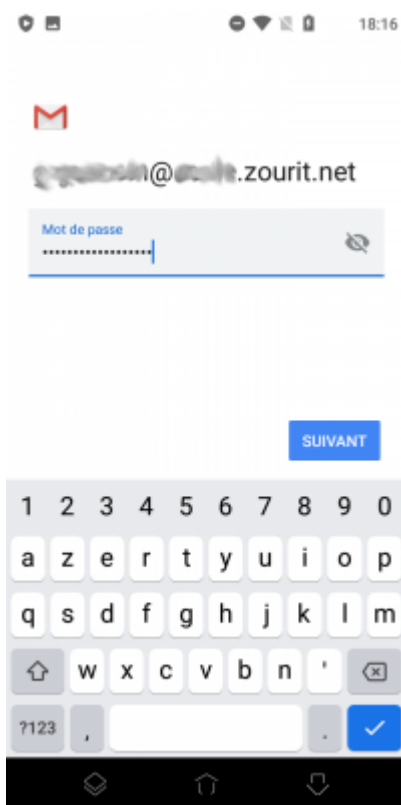 18:16
@ .zourit.net
Mot de passe
••••••••••••••••••
SUIVANT
1 2 3 4 5 6 7 8 9 0
a z e r t y u i o p
q s d f g h j k l m
w x c v b n '
?123 , .